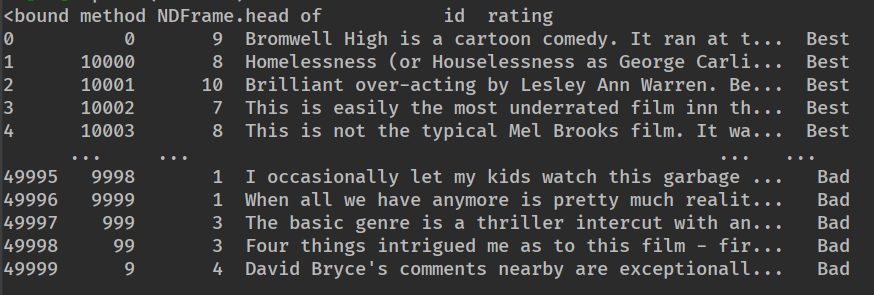 <bound method NDFrame.head of               id  rating
0          0       9  Bromwell High is a cartoon comedy. It ran at t...  Best
1      10000       8  Homelessness (or Houselessness as George Carli...  Best
2      10001      10  Brilliant over-acting by Lesley Ann Warren. Be...  Best
3      10002       7  This is easily the most underrated film inn th...  Best
4      10003       8  This is not the typical Mel Brooks film. It wa...  Best
...     ...                                                ...   ...
49995   9998       1  I occasionally let my kids watch this garbage ...   Bad
49996   9999       1  When all we have anymore is pretty much realit...   Bad
49997    999       3  The basic genre is a thriller intercut with an...   Bad
49998     99       3  Four things intrigued me as to this film - fir...   Bad
49999      9       4  David Bryce's comments nearby are exceptionall...   Bad